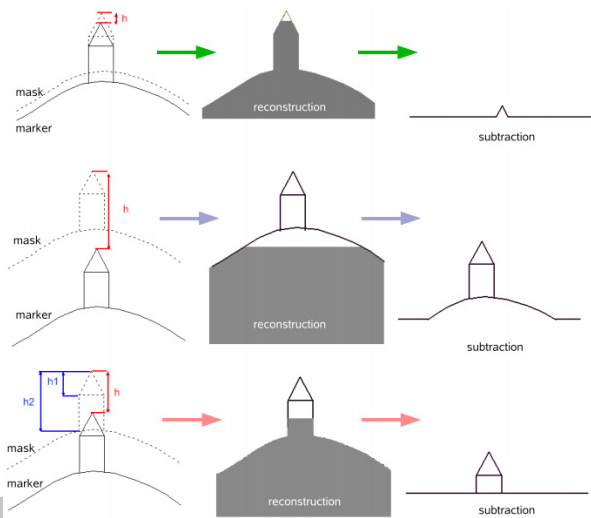 h
mask
marker
reconstruction
subtraction
h
mask
marker
reconstruction
subtraction
h1
h2
h
mask
marker
reconstruction
subtraction